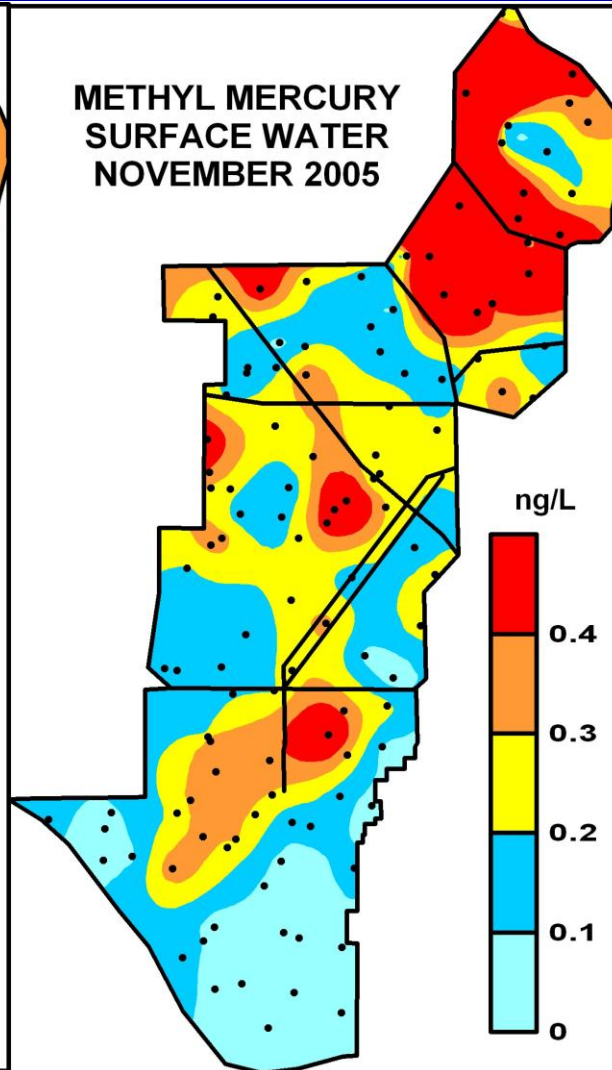 METHYL MERCURY
SURFACE WATER
NOVEMBER 2005
ng/L
0.4
0.3
0.2
0.1
0